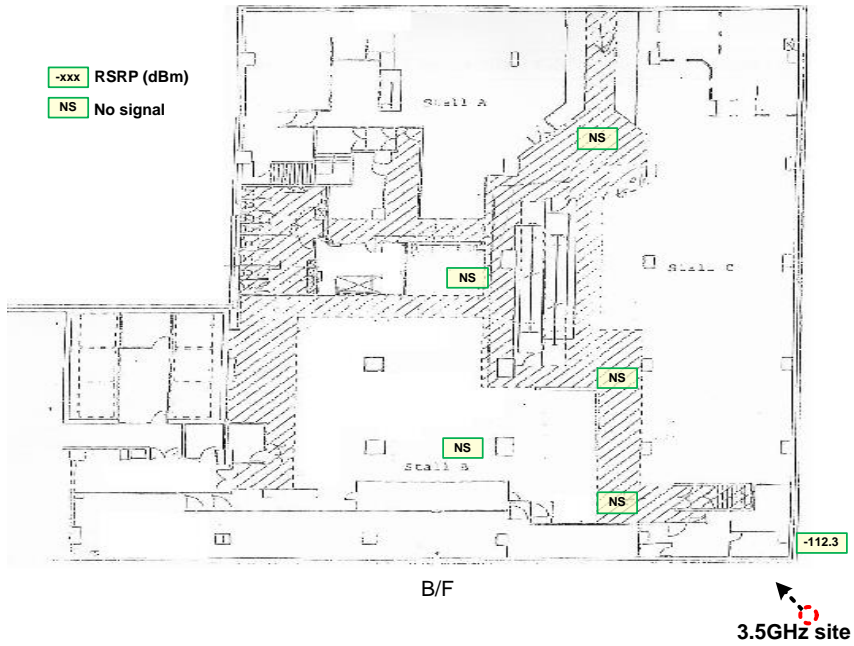 -xxx RSRP (dBm)
NS No signal
Stall A
NS
Stall C
NS
NS
NS
Stall B
NS
-112.3
B/F
3.5GHz site